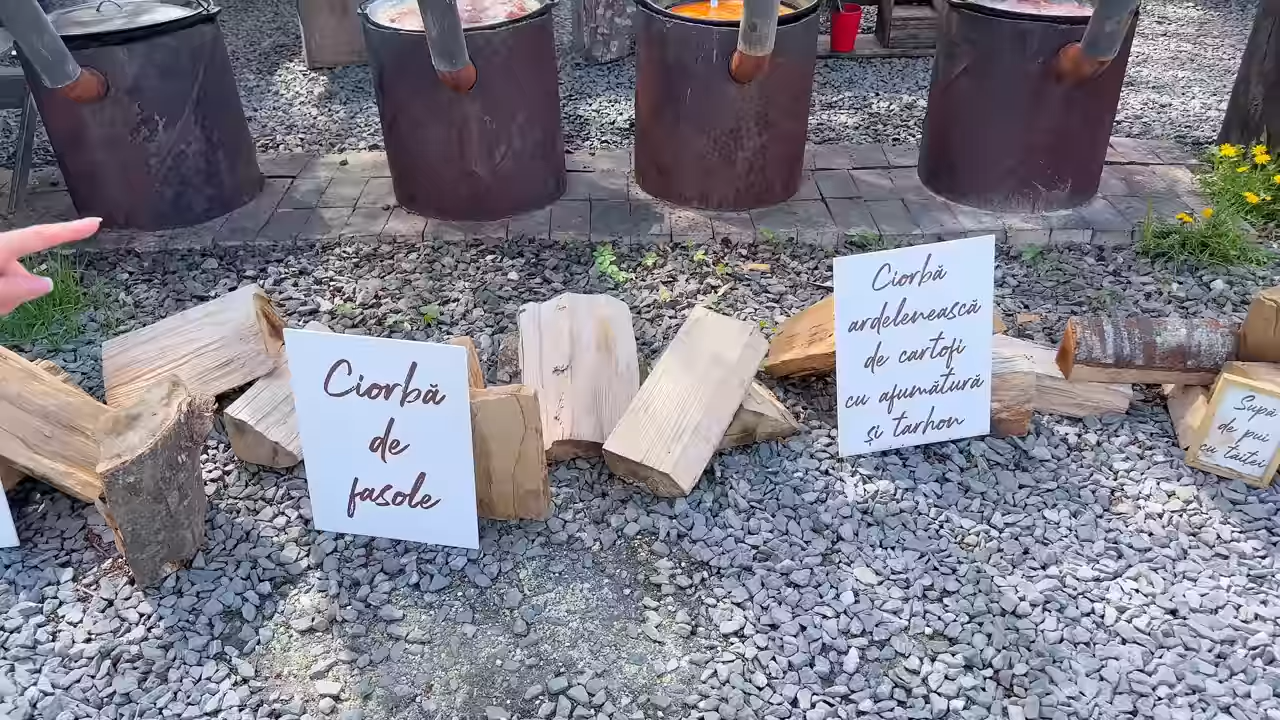 Ciorbă
de
fasole
Ciorbă
ardelenească
de cartofi
cu afumătură
și tarhon
Supă
de pui
cu tăiței